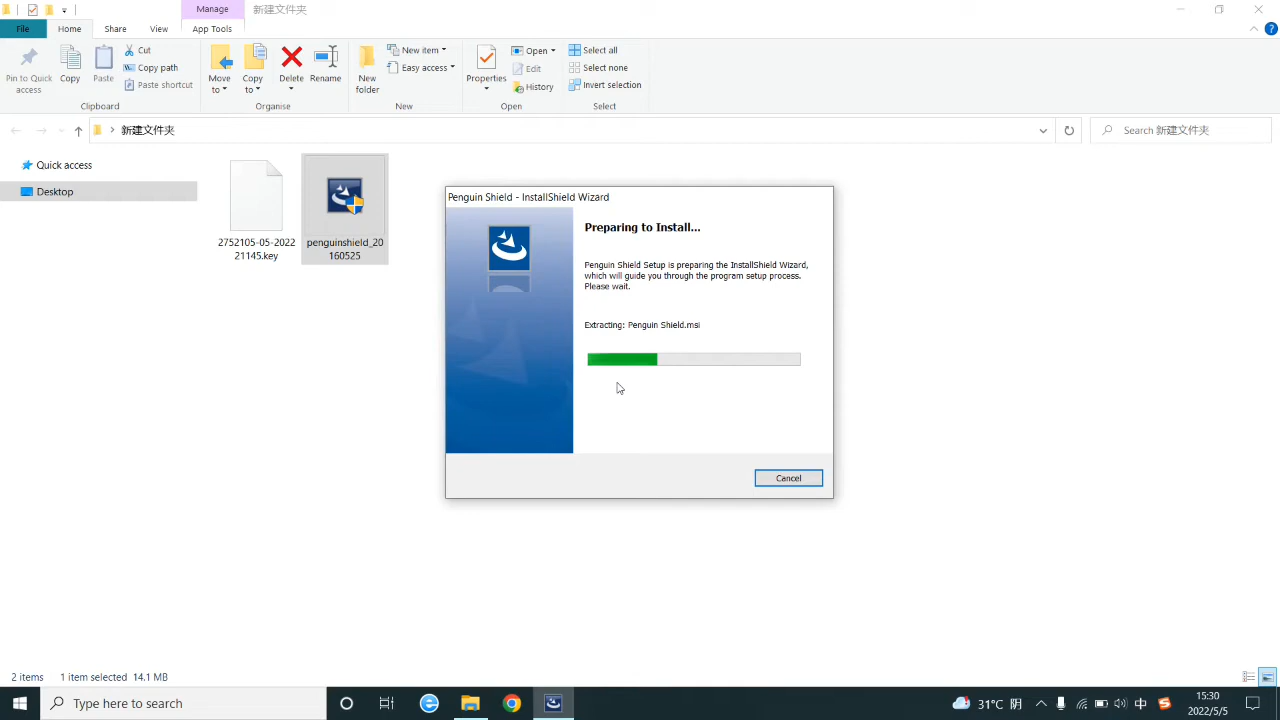 Manage
新建文件夹
File
Home
Share
View
App Tools
Pin to Quick
access
Copy
Paste
Cut
Copy path
Paste shortcut
Clipboard
Move
to
Copy
to
Delete
Rename
Organise
New
folder
New item
Easy access
New
Properties
Open
Edit
History
Open
Select all
Select none
Invert selection
Select
新建文件夹
Search 新建文件夹
Quick access
Desktop
2752105-05-2022
21145.key
penguinshield_20
160525
Penguin Shield - InstallShield Wizard
Preparing to Install...
Penguin Shield Setup is preparing the InstallShield Wizard,
which will guide you through the program setup process.
Please wait.
Extracting: Penguin Shield.msi
Cancel
2 items
1 item selected 14.1 MB
Type here to search
31°C 阴
中
15:30
2022/5/5